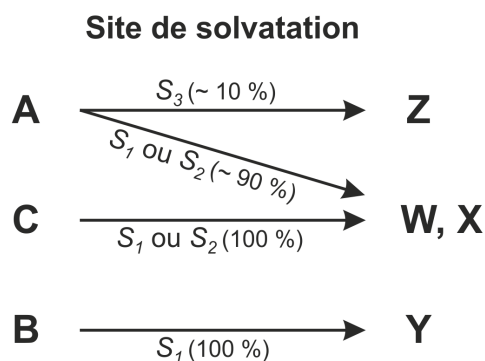 Site de solvatation
A S₃ (~ 10 %) Z
S₁ ou S₂ (~ 90 %)
C W, X
S₁ ou S₂ (100 %)
B Y
S₁ (100 %)